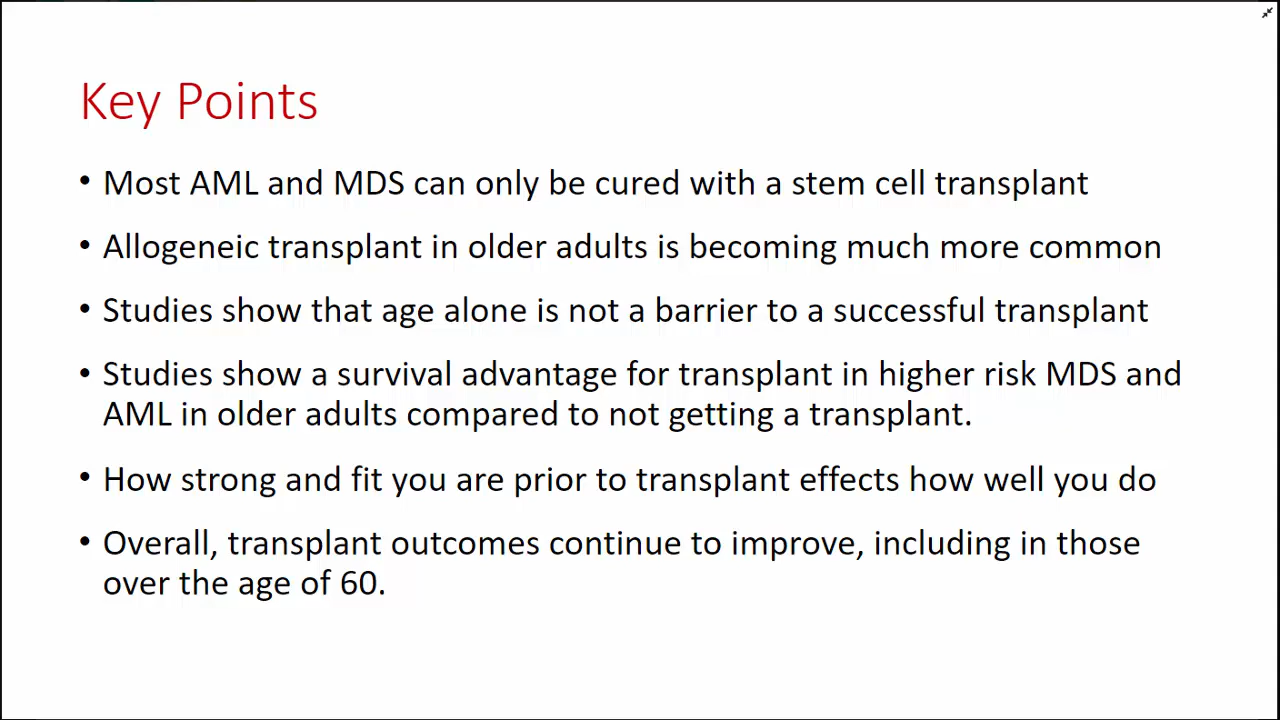 Key Points
• Most AML and MDS can only be cured with a stem cell transplant
• Allogeneic transplant in older adults is becoming much more common
• Studies show that age alone is not a barrier to a successful transplant
• Studies show a survival advantage for transplant in higher risk MDS and
AML in older adults compared to not getting a transplant.
• How strong and fit you are prior to transplant effects how well you do
• Overall, transplant outcomes continue to improve, including in those
over the age of 60.